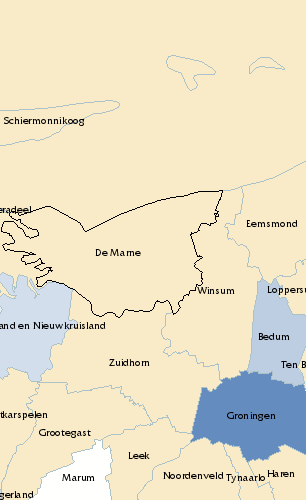 Schiermonnikoog
eradeel
Eemsmond
De Marne
Winsum
Loppers
and en Nieuwkruisland
Bedum
Zuidhorn
Ten B
tkarspelen
Groningen
Grootegast
Leek
Marum
Noordenveld
Tynaarlo
Haren
gerland